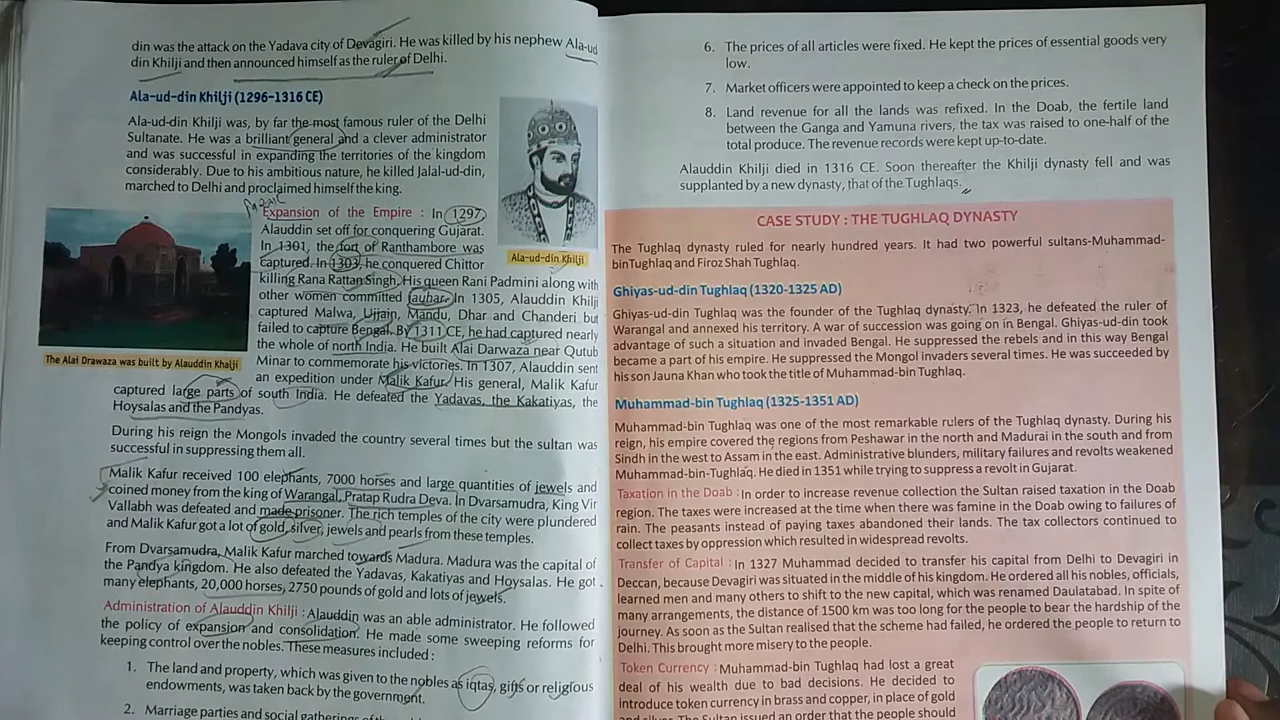 din was the attack on the Yadava city of Devagiri. He was killed by his nephew Ala-ud
din Khilji and then announced himself as the ruler of Delhi.
Ala-ud-din Khilji (1296-1316 CE)
Ala-ud-din Khilji was, by far the most famous ruler of the Delhi
Sultanate. He was a brilliant general and a clever administrator
and was successful in expanding the territories of the kingdom
considerably. Due to his ambitious nature, he killed Jalal-ud-din,
marched to Delhi and proclaimed himself the king.
Expansion of the Empire : In 1297,
Alauddin set off for conquering Gujarat.
In 1301, the fort of Ranthambore was
captured. In 1303, he conquered Chittor
killing Rana Rattan Singh. His queen Rani Padmini along with
other women committed jauhar. In 1305, Alauddin Khilji
captured Malwa, Ujjain, Mandu, Dhar and Chanderi but
failed to capture Bengal. By 1311 CE, he had captured nearly
the whole of north India. He built Alai Darwaza near Qutub
Minar to commemorate his victories. In 1307, Alauddin sent
an expedition under Malik Kafur. His general, Malik Kafur
captured large parts of south India. He defeated the Yadavas, the Kakatiyas, the
Hoysalas and the Pandyas.
Ala-ud-din Khilji
The Alai Drawaza was built by Alauddin Khalji
During his reign the Mongols invaded the country several times but the sultan was
successful in suppressing them all.
Malik Kafur received 100 elephants, 7000 horses and large quantities of jewels and
coined money from the king of Warangal, Pratap Rudra Deva. In Dvarsamudra, King Vir
Vallabh was defeated and made prisoner. The rich temples of the city were plundered
and Malik Kafur got a lot of gold, silver, jewels and pearls from these temples.
From Dvarsamudra, Malik Kafur marched towards Madura. Madura was the capital of
the Pandya kingdom. He also defeated the Yadavas, Kakatiyas and Hoysalas. He got
many elephants, 20,000 horses, 2750 pounds of gold and lots of jewels.
Administration of Alauddin Khilji : Alauddin was an able administrator. He followed
the policy of expansion and consolidation. He made some sweeping reforms for
keeping control over the nobles. These measures included :
1. The land and property, which was given to the nobles as iqtas, gifts or religious
endowments, was taken back by the government.
2. Marriage parties and social gatherings of the
6. The prices of all articles were fixed. He kept the prices of essential goods very
low.
7. Market officers were appointed to keep a check on the prices.
8. Land revenue for all the lands was refixed. In the Doab, the fertile land
between the Ganga and Yamuna rivers, the tax was raised to one-half of the
total produce. The revenue records were kept up-to-date.
Alauddin Khilji died in 1316 CE. Soon thereafter the Khilji dynasty fell and was
supplanted by a new dynasty, that of the Tughlaqs.
CASE STUDY : THE TUGHLAQ DYNASTY
The Tughlaq dynasty ruled for nearly hundred years. It had two powerful sultans-Muhammad-
binTughlaq and Firoz Shah Tughlaq.
Ghiyas-ud-din Tughlaq (1320-1325 AD)
Ghiyas-ud-din Tughlaq was the founder of the Tughlaq dynasty. In 1323, he defeated the ruler of
Warangal and annexed his territory. A war of succession was going on in Bengal. Ghiyas-ud-din took
advantage of such a situation and invaded Bengal. He suppressed the rebels and in this way Bengal
became a part of his empire. He suppressed the Mongol invaders several times. He was succeeded by
his son Jauna Khan who took the title of Muhammad-bin Tughlaq.
Muhammad-bin Tughlaq (1325-1351 AD)
Muhammad-bin Tughlaq was one of the most remarkable rulers of the Tughlaq dynasty. During his
reign, his empire covered the regions from Peshawar in the north and Madurai in the south and from
Sindh in the west to Assam in the east. Administrative blunders, military failures and revolts weakened
Muhammad-bin-Tughlaq. He died in 1351 while trying to suppress a revolt in Gujarat.
Taxation in the Doab : In order to increase revenue collection the Sultan raised taxation in the Doab
region. The taxes were increased at the time when there was famine in the Doab owing to failures of
rain. The peasants instead of paying taxes abandoned their lands. The tax collectors continued to
collect taxes by oppression which resulted in widespread revolts.
Transfer of Capital : In 1327 Muhammad decided to transfer his capital from Delhi to Devagiri in
Deccan, because Devagiri was situated in the middle of his kingdom. He ordered all his nobles, officials,
learned men and many others to shift to the new capital, which was renamed Daulatabad. In spite of
many arrangements, the distance of 1500 km was too long for the people to bear the hardship of the
journey. As soon as the Sultan realised that the scheme had failed, he ordered the people to return to
Delhi. This brought more misery to the people.
Token Currency : Muhammad-bin Tughlaq had lost a great
deal of his wealth due to bad decisions. He decided to
introduce token currency in brass and copper, in place of gold
and silver. The Sultan issued an order that the people should